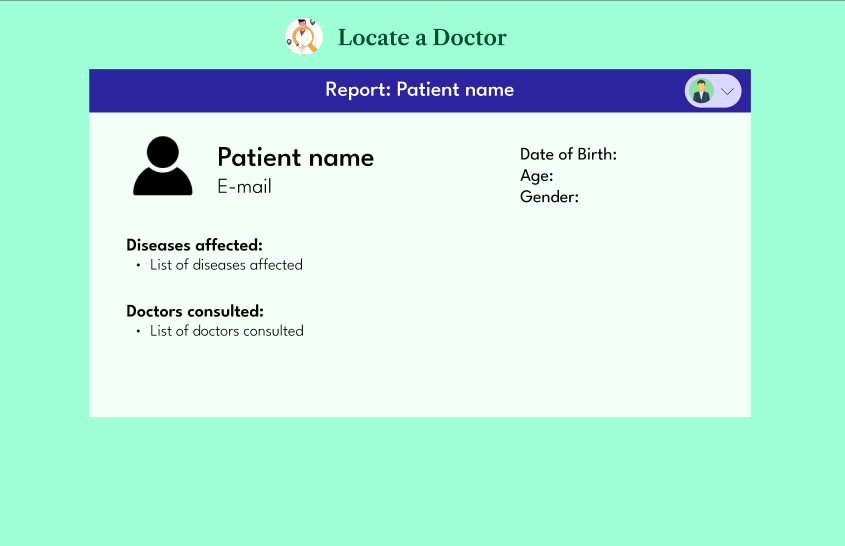 Locate a Doctor
Report: Patient name
Patient name
E-mail
Date of Birth:
Age:
Gender:
Diseases affected:
• List of diseases affected
Doctors consulted:
• List of doctors consulted